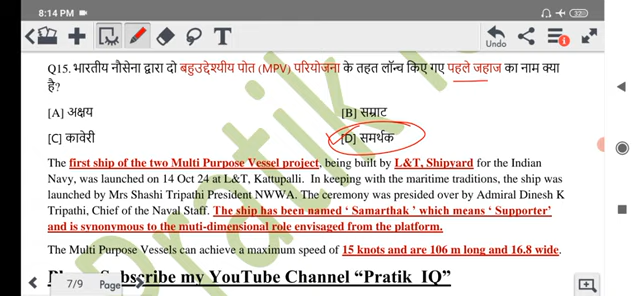 8:14 PM
32
T
Undo
Q15. भारतीय नौसेना द्वारा दो बहुउद्देश्यीय पोत (MPV) परियोजना के तहत लॉन्च किए गए पहले जहाज का नाम क्या
है?
[A] अक्षय [B] सम्राट
[C] कावेरी [D] समर्थक
The first ship of the two Multi Purpose Vessel project, being built by L&T, Shipyard for the Indian
Navy, was launched on 14 Oct 24 at L&T, Kattupalli. In keeping with the maritime traditions, the ship was
launched by Mrs Shashi Tripathi President NWWA. The ceremony was presided over by Admiral Dinesh K
Tripathi, Chief of the Naval Staff. The ship has been named ‘ Samarthak ’ which means ‘ Supporter’ and
and is synonymous to the muti-dimensional role envisaged from the platform.
The Multi Purpose Vessels can achieve a maximum speed of 15 knots and are 106 m long and 16.8 wide.
Subscribe my YouTube Channel “Pratik IQ”
7/9 Page